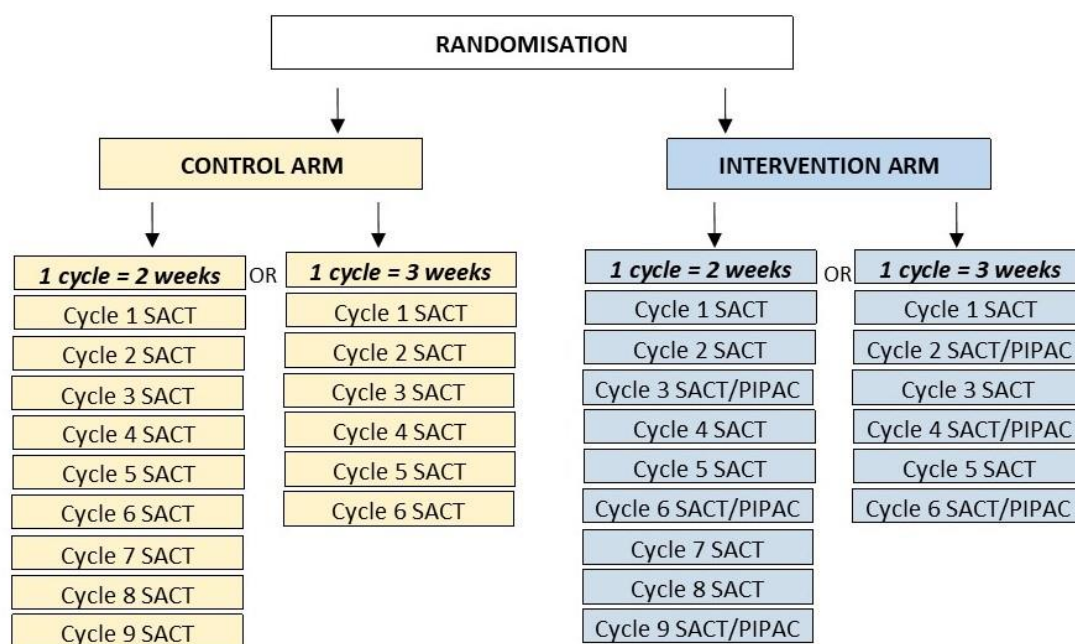 RANDOMISATION
CONTROL ARM
INTERVENTION ARM
1 cycle = 2 weeks
OR
1 cycle = 3 weeks
Cycle 1 SACT
Cycle 2 SACT
Cycle 3 SACT
Cycle 4 SACT
Cycle 5 SACT
Cycle 6 SACT
Cycle 7 SACT
Cycle 8 SACT
Cycle 9 SACT
Cycle 1 SACT
Cycle 2 SACT
Cycle 3 SACT
Cycle 4 SACT
Cycle 5 SACT
Cycle 6 SACT
1 cycle = 2 weeks
OR
1 cycle = 3 weeks
Cycle 1 SACT
Cycle 2 SACT
Cycle 3 SACT/PIPAC
Cycle 4 SACT
Cycle 5 SACT
Cycle 6 SACT/PIPAC
Cycle 7 SACT
Cycle 8 SACT
Cycle 9 SACT/PIPAC
Cycle 1 SACT
Cycle 2 SACT/PIPAC
Cycle 3 SACT
Cycle 4 SACT/PIPAC
Cycle 5 SACT
Cycle 6 SACT/PIPAC